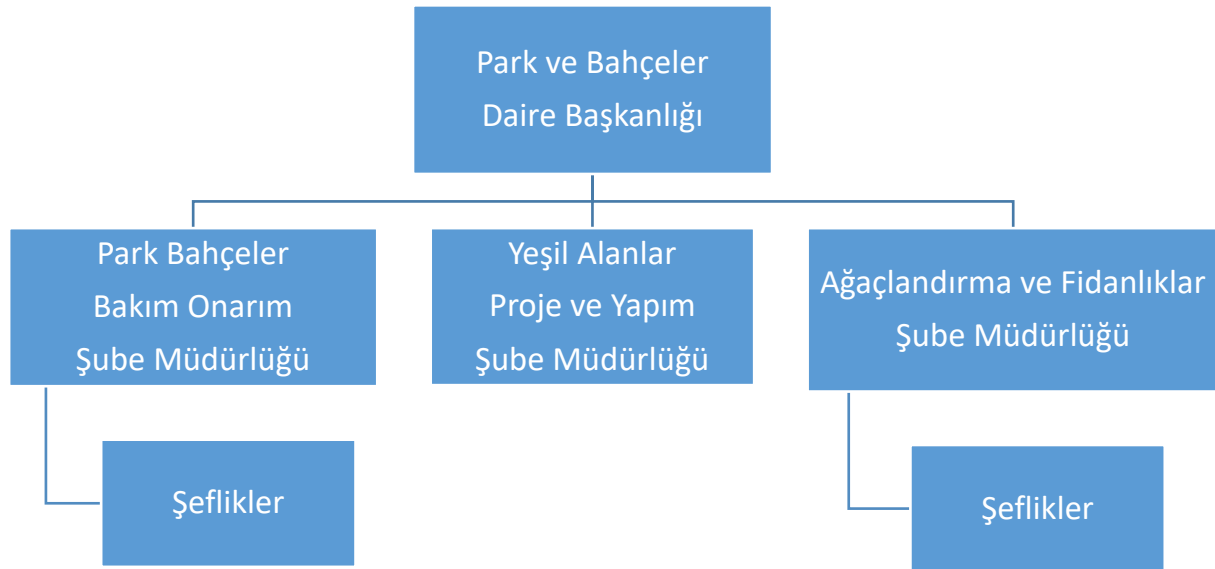 Park ve Bahçeler
Daire Başkanlığı
Park Bahçeler
Bakım Onarım
Şube Müdürlüğü
Yeşil Alanlar
Proje ve Yapım
Şube Müdürlüğü
Ağaçlandırma ve Fidanlıklar
Şube Müdürlüğü
Şeflikler
Şeflikler